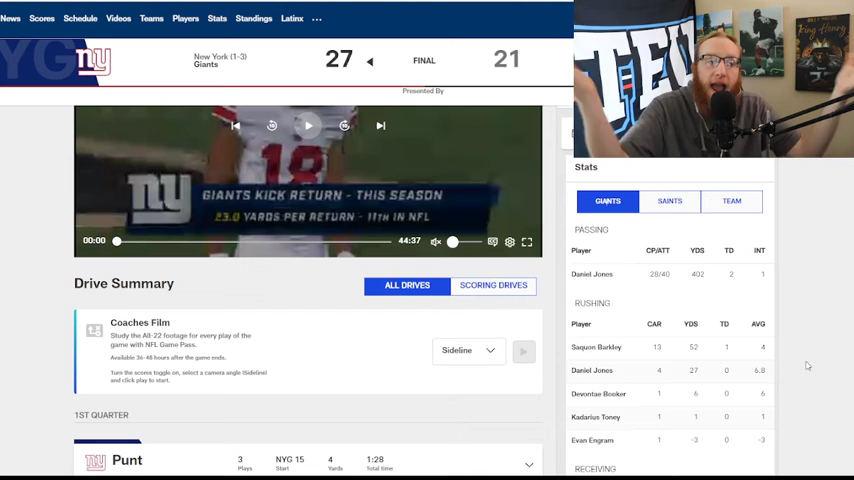 News Scores Schedule Videos Teams Players Stats Standings Latinx ...
NYG ny
New York (1-3)
Giants
27
FINAL
21
Presented By
King Henry
18
ny
GIANTS KICK RETURN - THIS SEASON
23.0 YARDS PER RETURN - 11TH IN NFL
00:00
44:37
Drive Summary
ALL DRIVES
SCORING DRIVES
Coaches Film
Study the All-22 footage for every play of the
game with NFL Game Pass.
Available 36-48 hours after the game ends.
Turn the scores toggle on, select a camera angle (Sideline)
and click play to start.
Sideline
1ST QUARTER
ny
Punt
3
Plays
NYG 15
Start
4
Yards
1:28
Total time
Stats
GIANTS SAINTS TEAM
PASSING
Player CP/ATT YDS TD INT
Daniel Jones 28/40 402 2 1
RUSHING
Player CAR YDS TD AVG
Saquon Barkley 13 52 1 4
Daniel Jones 4 27 0 6.8
Devontae Booker 1 6 0 6
Kadarius Toney 1 1 0 1
Evan Engram 1 -3 0 -3
RECEIVING